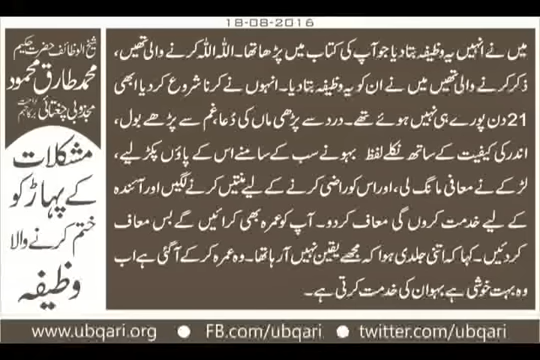 18-08-2016
میں نے انہیں یہ وظیفہ بتا دیا جو آپ کی کتاب میں پڑھا تھا۔ اللہ اللہ کرنے والی تھیں،
ذکر کرنے والی تھیں میں نے ان کو یہ وظیفہ بتا دیا۔ انہوں نے کرنا شروع کر دیا ابھی
21 دن پورے ہی نہیں ہوئے تھے۔ درد سے پڑھی ماں کی دُعا غم سے پڑھے بول،
اندر کی کیفیت کے ساتھ نکلے لفظ بہو نے سب کے سامنے اس کے پاؤں پکڑ لیے،
لڑکے نے معافی مانگ لی، اور اس کو راضی کرنے کے لیے منتیں کرنے لگیں اور آئندہ
کے لیے خدمت کروں گی معاف کر دو۔ آپ کو عمرہ بھی کرائیں گے بس معاف
کر دیں۔ کہا کہ اتنی جلدی ہوا کہ مجھے یقین نہیں آ رہا تھا۔ وہ عمرہ کر کے آ گئی ہے اب
وہ بہت خوشی ہے بہو ان کی خدمت کرتی ہے۔
شیخ الوظائف حضرت حکیم
محمد طارق محمود
مجذوبی چغتائی
مشکلات
کے پہاڑ کو
ختم کرنے والا
وظیفہ
www.ubqari.org ● FB.com/ubqari ● twitter.com/ubqari